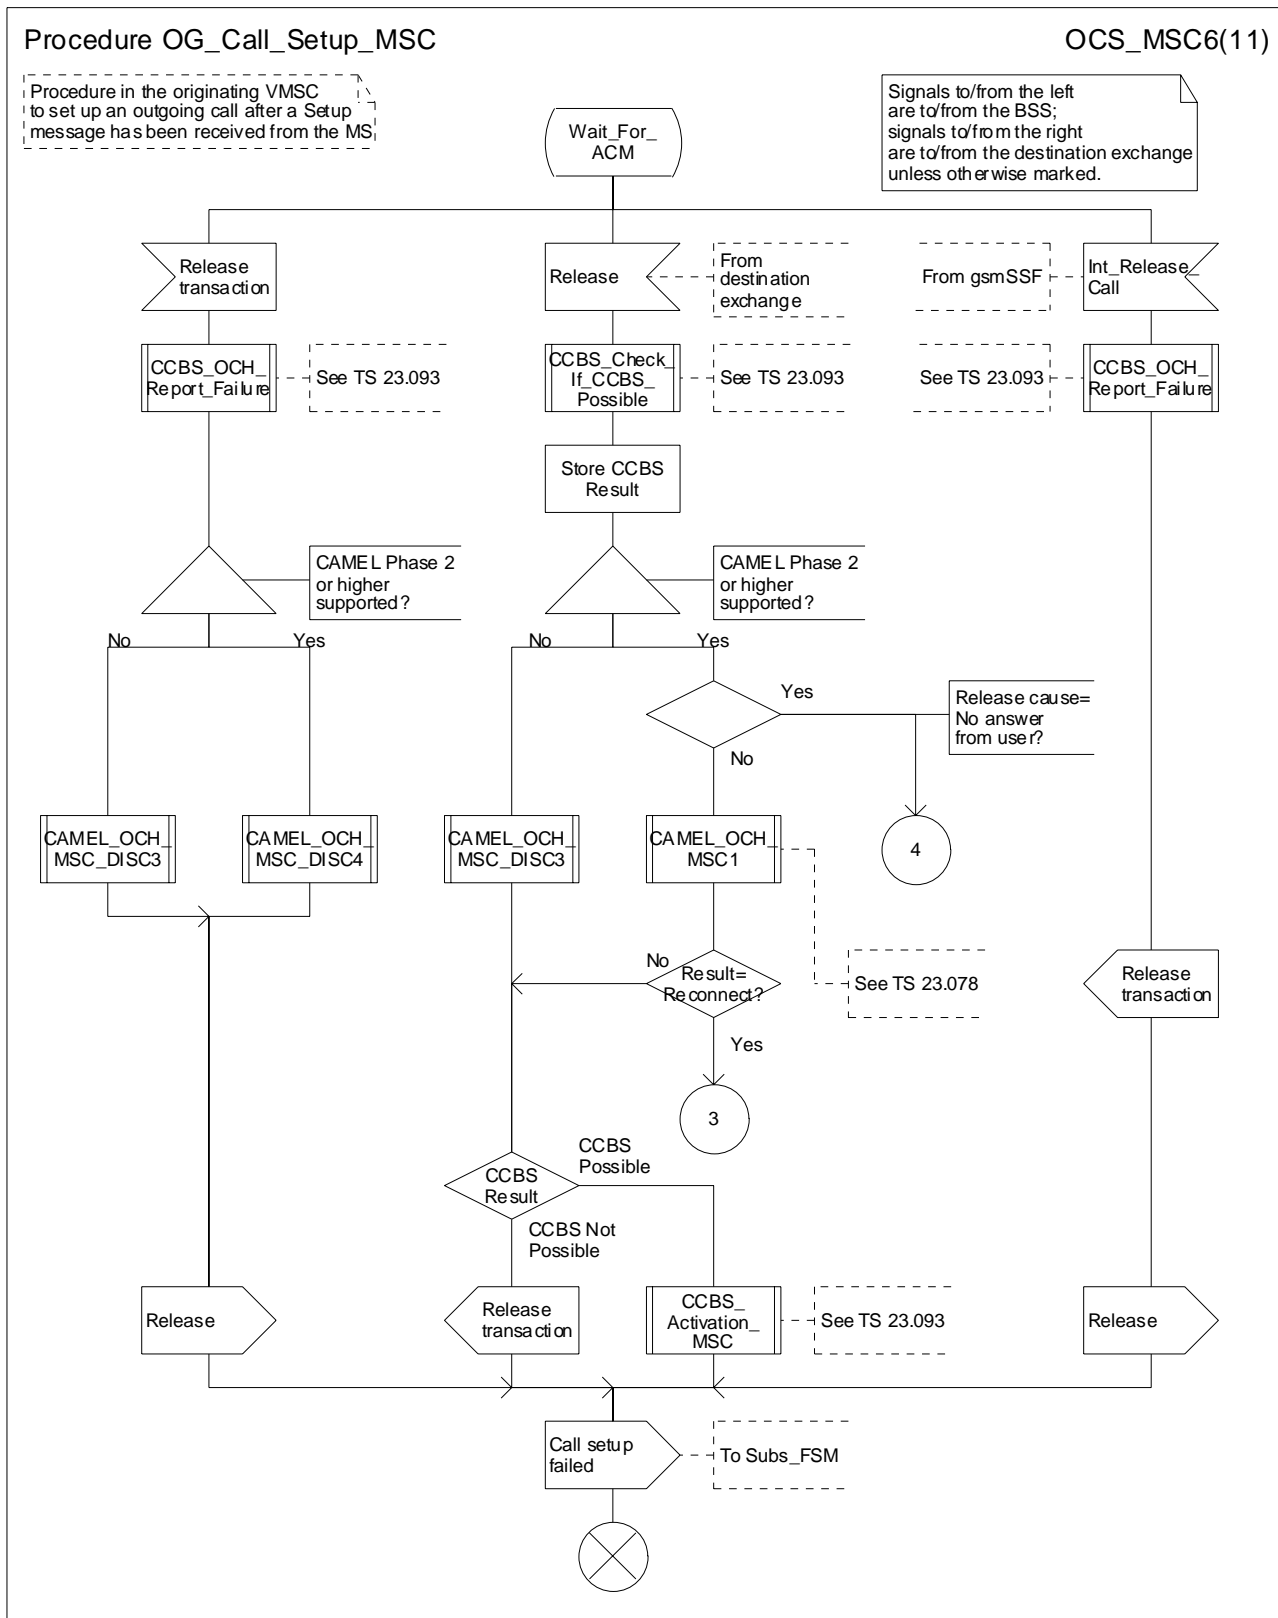 Procedure OG_Call_Setup_MSC
OCS_MSC6(11)
Procedure in the originating VMSC
to set up an outgoing call after a Setup
message has been received from the MS
Signals to/from the left
are to/from the BSS;
signals to/from the right
are to/from the destination exchange
unless otherwise marked.
Wait_For_
ACM
Release
transaction
Release
From
destination
exchange
From gsmSSF
Int_Release_
Call
CCBS_OCH_
Report_Failure
See TS 23.093
CCBS_Check_
If_CCBS_
Possible
See TS 23.093
See TS 23.093
CCBS_OCH_
Report_Failure
Store CCBS
Result
CAMEL Phase 2
or higher
supported?
CAMEL Phase 2
or higher
supported?
No
Yes
No
Yes
Yes
Release cause=
No answer
from user?
No
CAMEL_OCH_
MSC_DISC3
CAMEL_OCH_
MSC_DISC4
CAMEL_OCH_
MSC_DISC3
CAMEL_OCH_
MSC1
4
No
Result=
Reconnect?
See TS 23.078
Release
transaction
Yes
3
CCBS
Possible
CCBS
Result
CCBS Not
Possible
Release
Release
transaction
CCBS_
Activation_
MSC
See TS 23.093
Release
Call setup
failed
To Subs_FSM